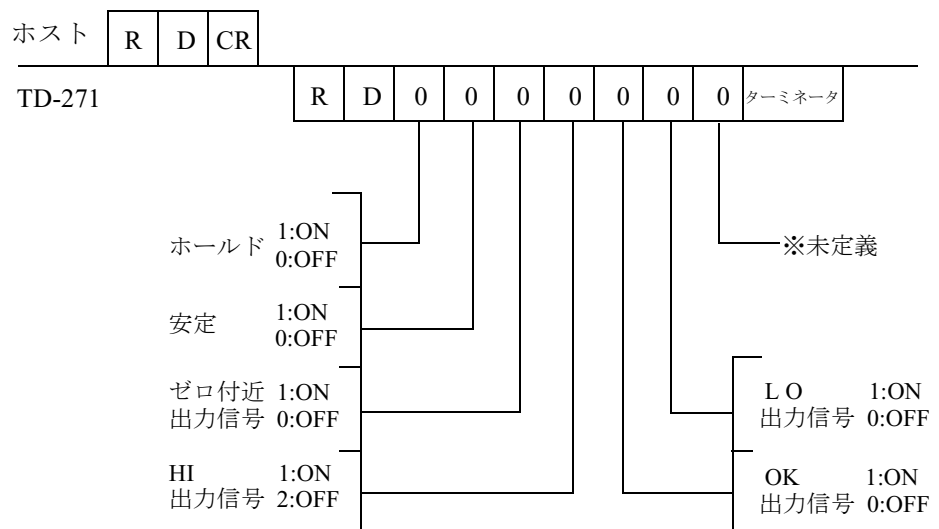 ホスト R D CR
TD-271 R D 0 0 0 0 0 0 0 ターミネータ
ホールド 1:ON
0:OFF
※未定義
安定 1:ON
0:OFF
ゼロ付近 1:ON
出力信号 0:OFF
L O 1:ON
出力信号 0:OFF
HI 1:ON
出力信号 2:OFF
OK 1:ON
出力信号 0:OFF